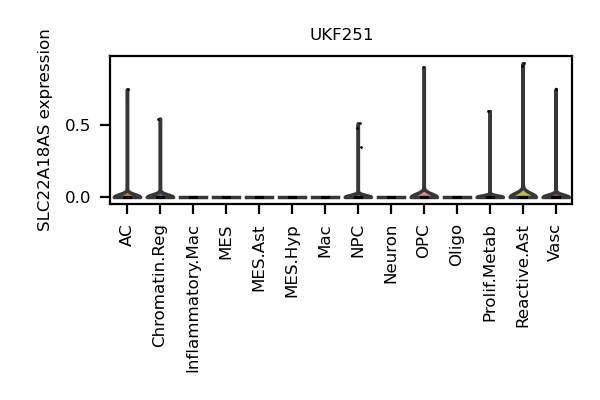 UKF251
SLC22A18AS expression
0.5
0.0
AC
Chromatin.Reg
Inflammatory.Mac
MES
MES.Ast
MES.Hyp
Mac
NPC
Neuron
OPC
Oligo
Prolif.Metab
Reactive.Ast
Vasc